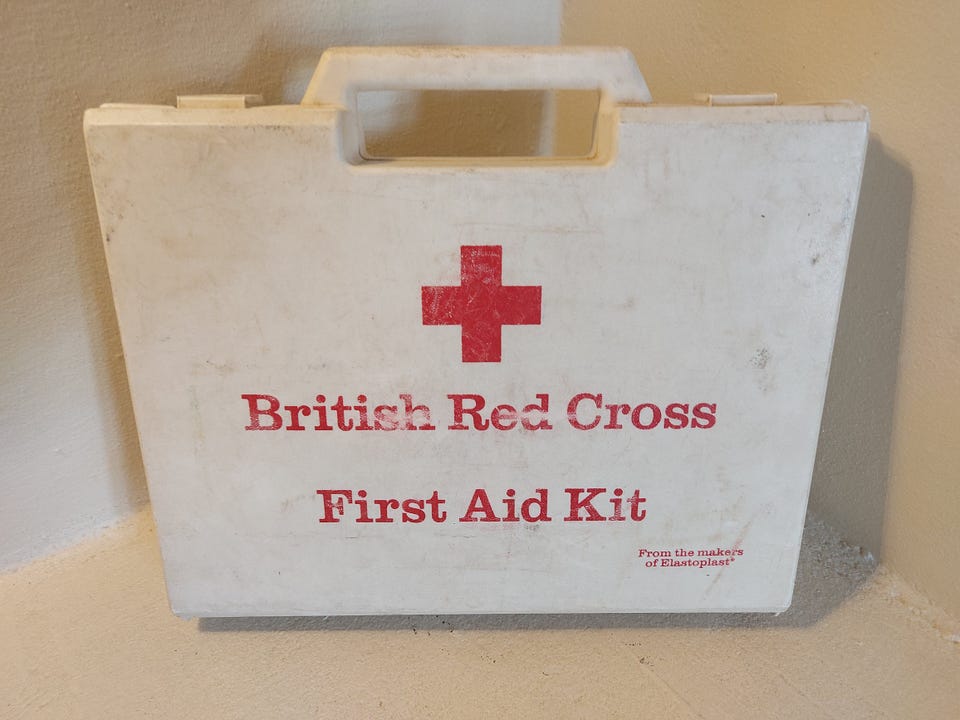 British Red Cross
First Aid Kit
From the makers
of Elastoplast®